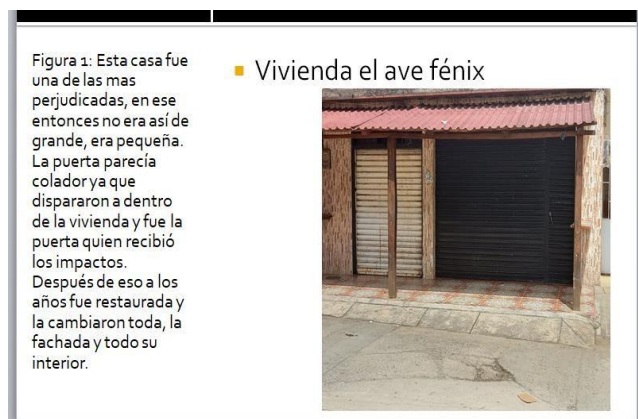 Figura 1: Esta casa fue
una de las mas
perjudicadas, en ese
entonces no era así de
grande, era pequeña.
La puerta parecía
colador ya que
dispararon a dentro
de la vivienda y fue la
puerta quien recibió
los impactos.
Después de eso a los
años fue restaurada y
la cambiaron toda, la
fachada y todo su
interior.
Vivienda el ave fénix